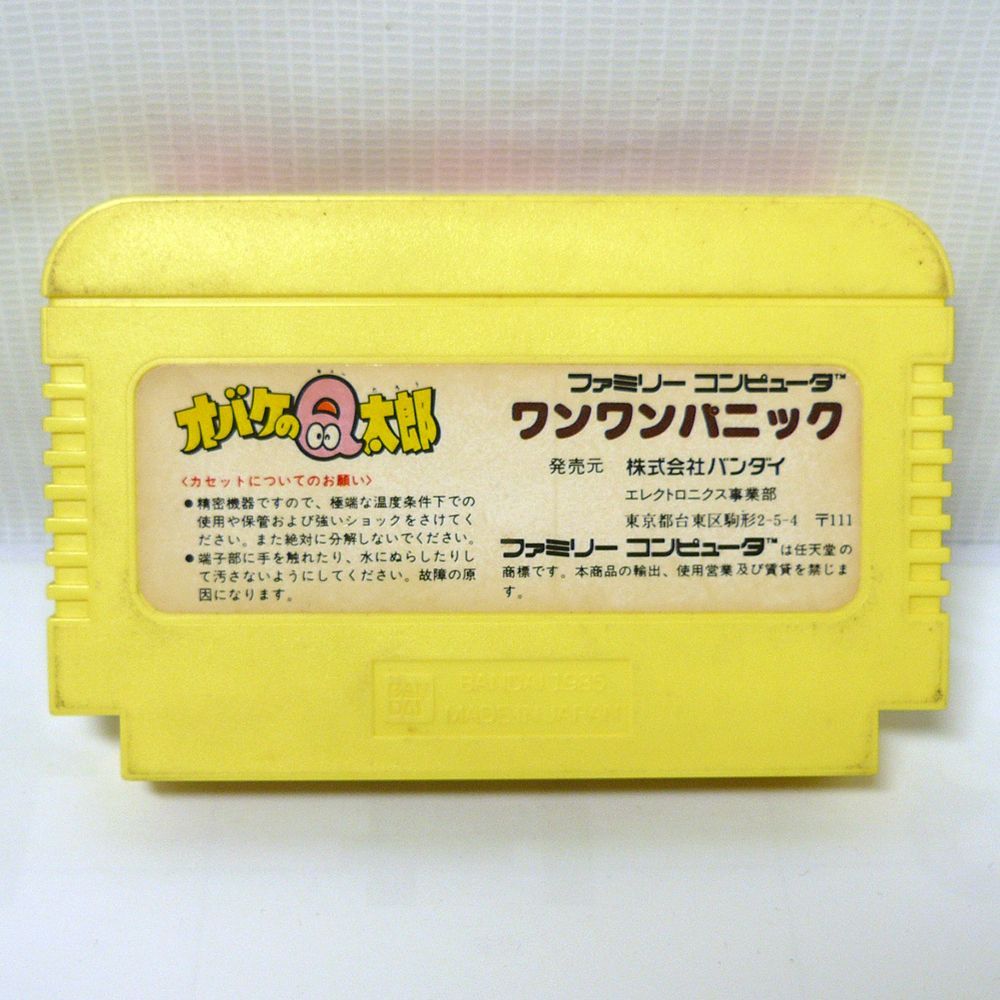 オバケのQ太郎
〈カセットについてのお願い〉
●精密機器ですので、極端な温度条件下での
使用や保管および強いショックをさけてく
ださい。また絶対に分解しないでください。
●端子部に手を触れたり、水にぬらしたりし
て汚さないようにしてください。故障の原
因になります。
ファミリー コンピュータ™
ワンワンパニック
発売元 株式会社バンダイ
エレクトロニクス事業部
東京都台東区駒形2-5-4 〒111
ファミリー コンピュータ™は任天堂の
商標です。本商品の輸出、使用営業及び賃貸を禁じま
す。
BAN
DAI
BANDAI 1985
MADE IN JAPAN